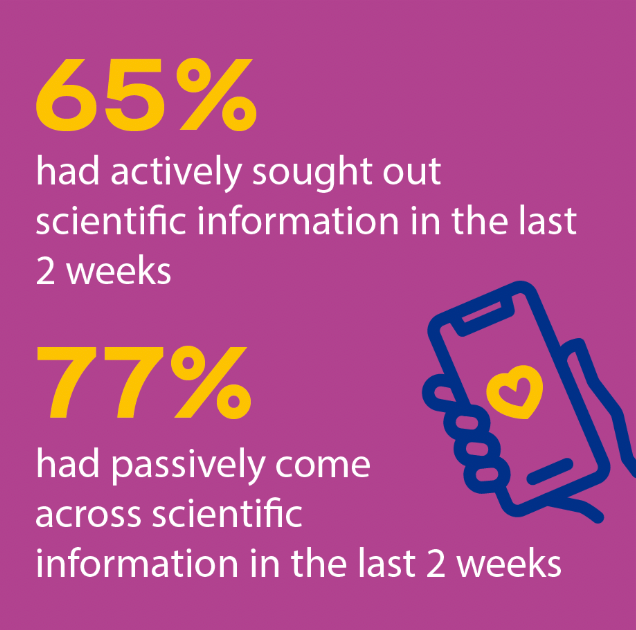 65%
had actively sought out
scientific information in the last
2 weeks
77%
had passively come
across scientific
information in the last 2 weeks